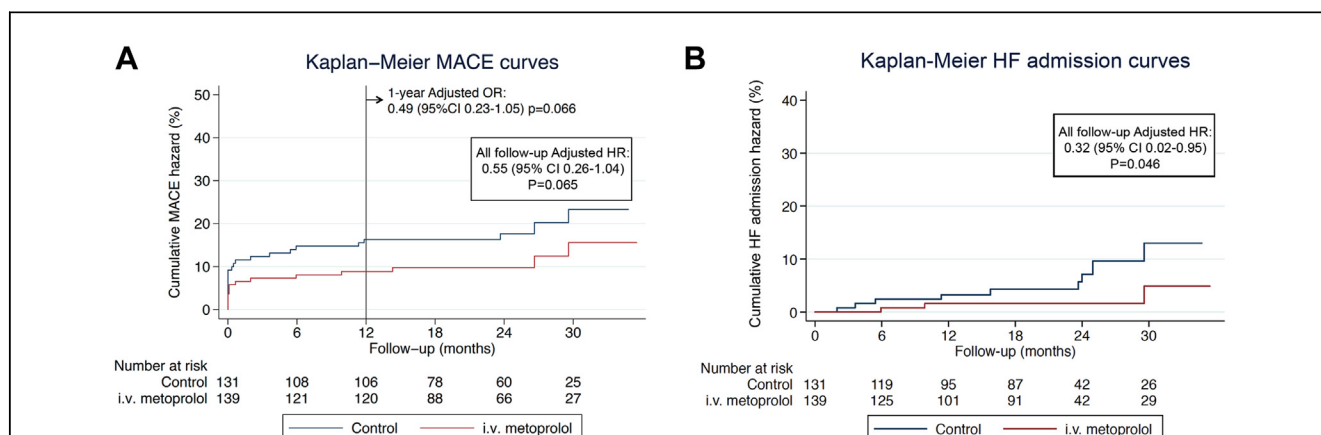 A
Kaplan–Meier MACE curves
Cumulative MACE hazard (%)
50
40
30
20
10
0
1-year Adjusted OR:
0.49 (95%CI 0.23-1.05) p=0.066
All follow-up Adjusted HR:
0.55 (95% CI 0.26-1.04)
P=0.065
0 6 12 18 24 30
Follow–up (months)
Number at risk
Control 131 108 106 78 60 25
i.v. metoprolol 139 121 120 88 66 27
Control i.v. metoprolol
B
Kaplan-Meier HF admission curves
Cumulative HF admission hazard (%)
40
30
20
10
0
All follow-up Adjusted HR:
0.32 (95% CI 0.02-0.95)
P=0.046
0 6 12 18 24 30
Follow-up (months)
Number at risk
Control 131 119 95 87 42 26
i.v. metoprolol 139 125 101 91 42 29
Control i.v. metoprolol